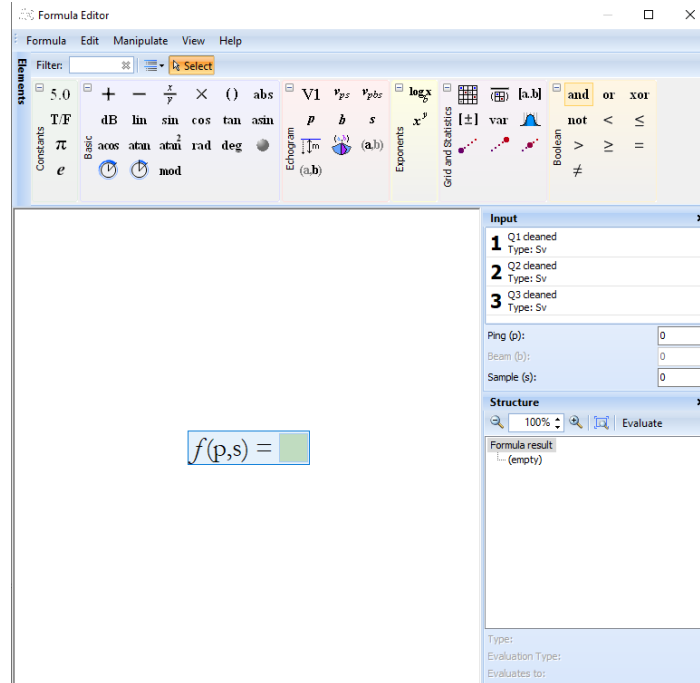 Formula Editor
Formula Edit Manipulate View Help
Elements
Filter: Select
Constants
5.0
T/F
π
e
Basic
+ − x/y × () abs
dB lin sin cos tan asin
acos atan atan2 rad deg
mod
Echogram
V1 vps vpbs
p b s
m (a,b) (a,b)
(a,b)
Exponents
logbx
x^y
Grid and Statistics
[a.b]
[±] var
Boolean
and or xor
not < ≤
> ≥ =
≠
f(p,s) =
Input
1 Q1 cleaned
Type: Sv
2 Q2 cleaned
Type: Sv
3 Q3 cleaned
Type: Sv
Ping (p): 0
Beam (b): 0
Sample (s): 0
Structure
100% Evaluate
Formula result
(empty)
Type:
Evaluation Type:
Evaluates to: